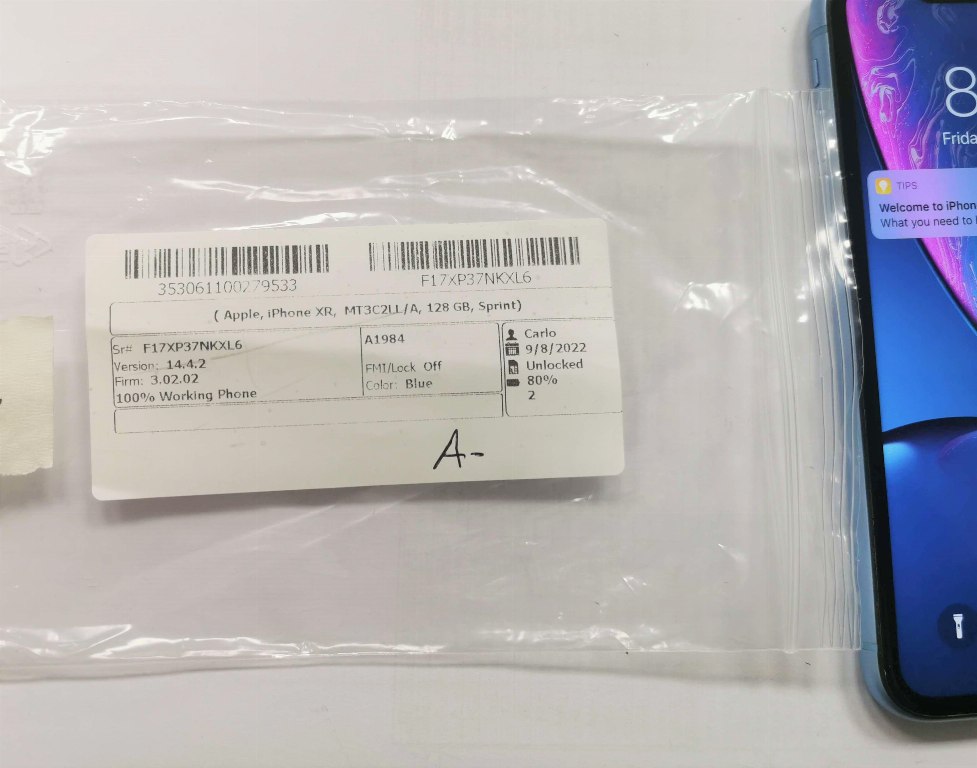 353061100279533
F17XP37NKXL6
( Apple, iPhone XR, MT3C2LL/A, 128 GB, Sprint)
Sr# F17XP37NKXL6
Version: 14.4.2
Firm: 3.02.02
100% Working Phone
A1984
FMI/Lock Off
Color: Blue
Carlo
9/8/2022
Unlocked
80%
2
A-
8
Frida
TIPS
Welcome to iPhon
What you need to